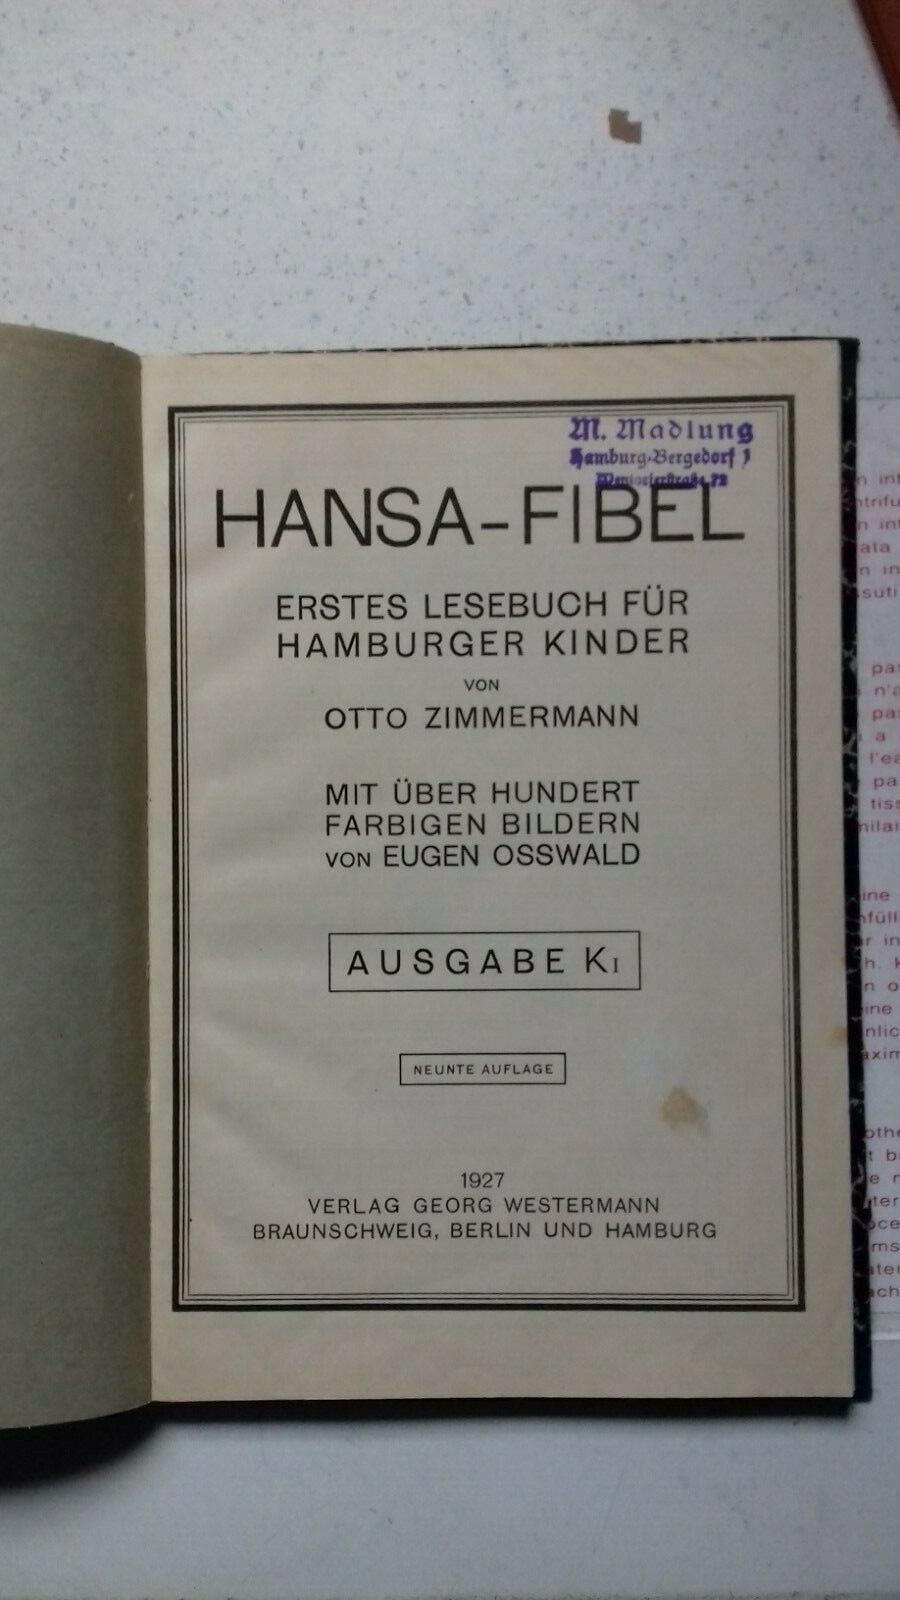 M. Madlung
Hamburg-Bergedorf 1
HANSA-FIBEL
ERSTES LESEBUCH FÜR
HAMBURGER KINDER
VON
OTTO ZIMMERMANN
MIT ÜBER HUNDERT
FARBIGEN BILDERN
VON EUGEN OSSWALD
AUSGABE KI
NEUNTE AUFLAGE
1927
VERLAG GEORG WESTERMANN
BRAUNSCHWEIG, BERLIN UND HAMBURG